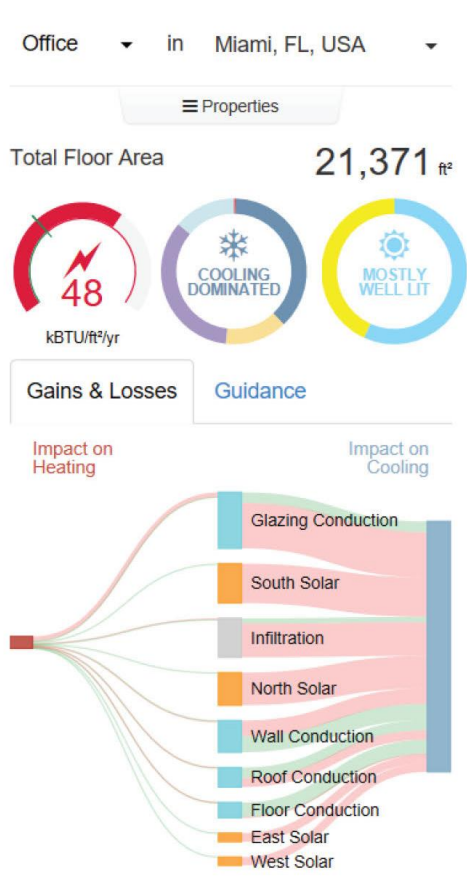 Office in Miami, FL, USA
Properties
Total Floor Area 21,371 ft²
48
kBTU/ft²/yr
COOLING
DOMINATED
MOSTLY
WELL LIT
Gains & Losses Guidance
Impact on
Heating
Impact on
Cooling
Glazing Conduction
South Solar
Infiltration
North Solar
Wall Conduction
Roof Conduction
Floor Conduction
East Solar
West Solar